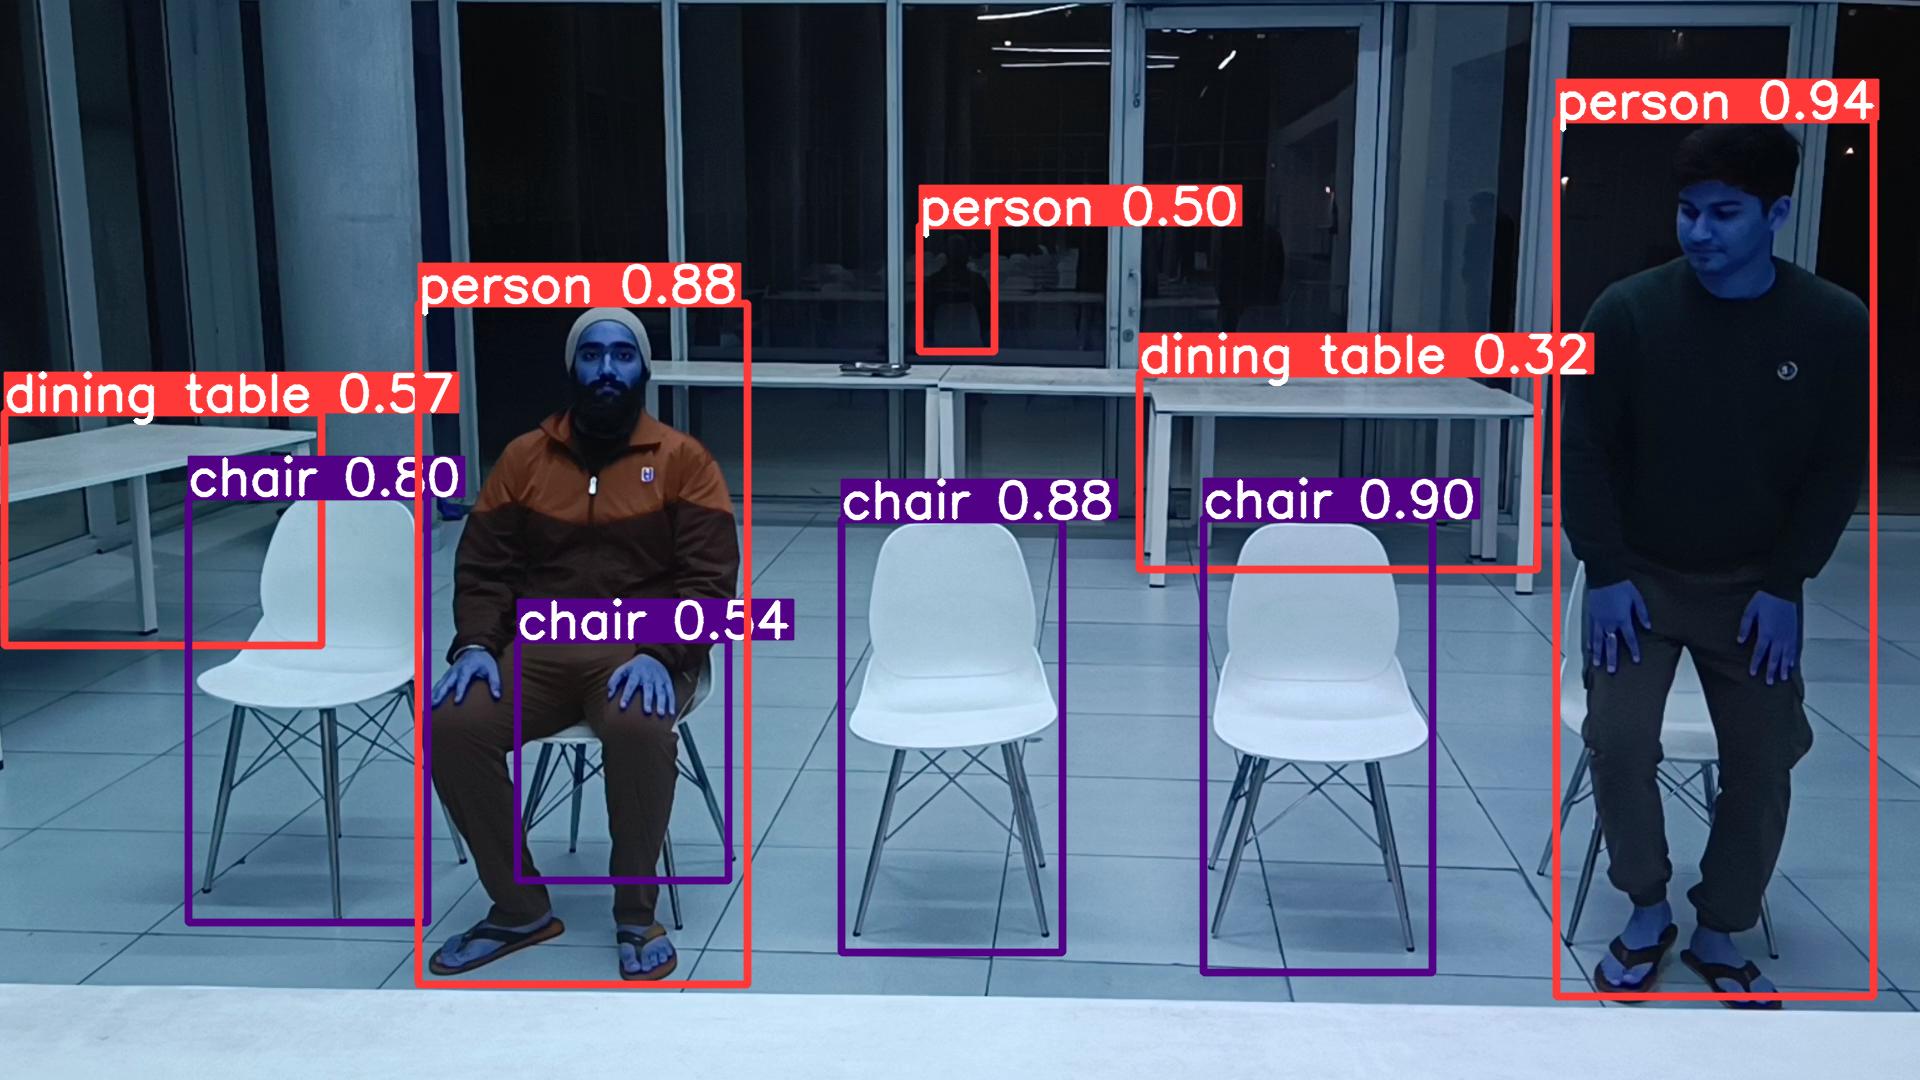 person 0.94
person 0.50
person 0.88
dining table 0.32
dining table 0.57
chair 0.80
chair 0.88
chair 0.90
chair 0.54